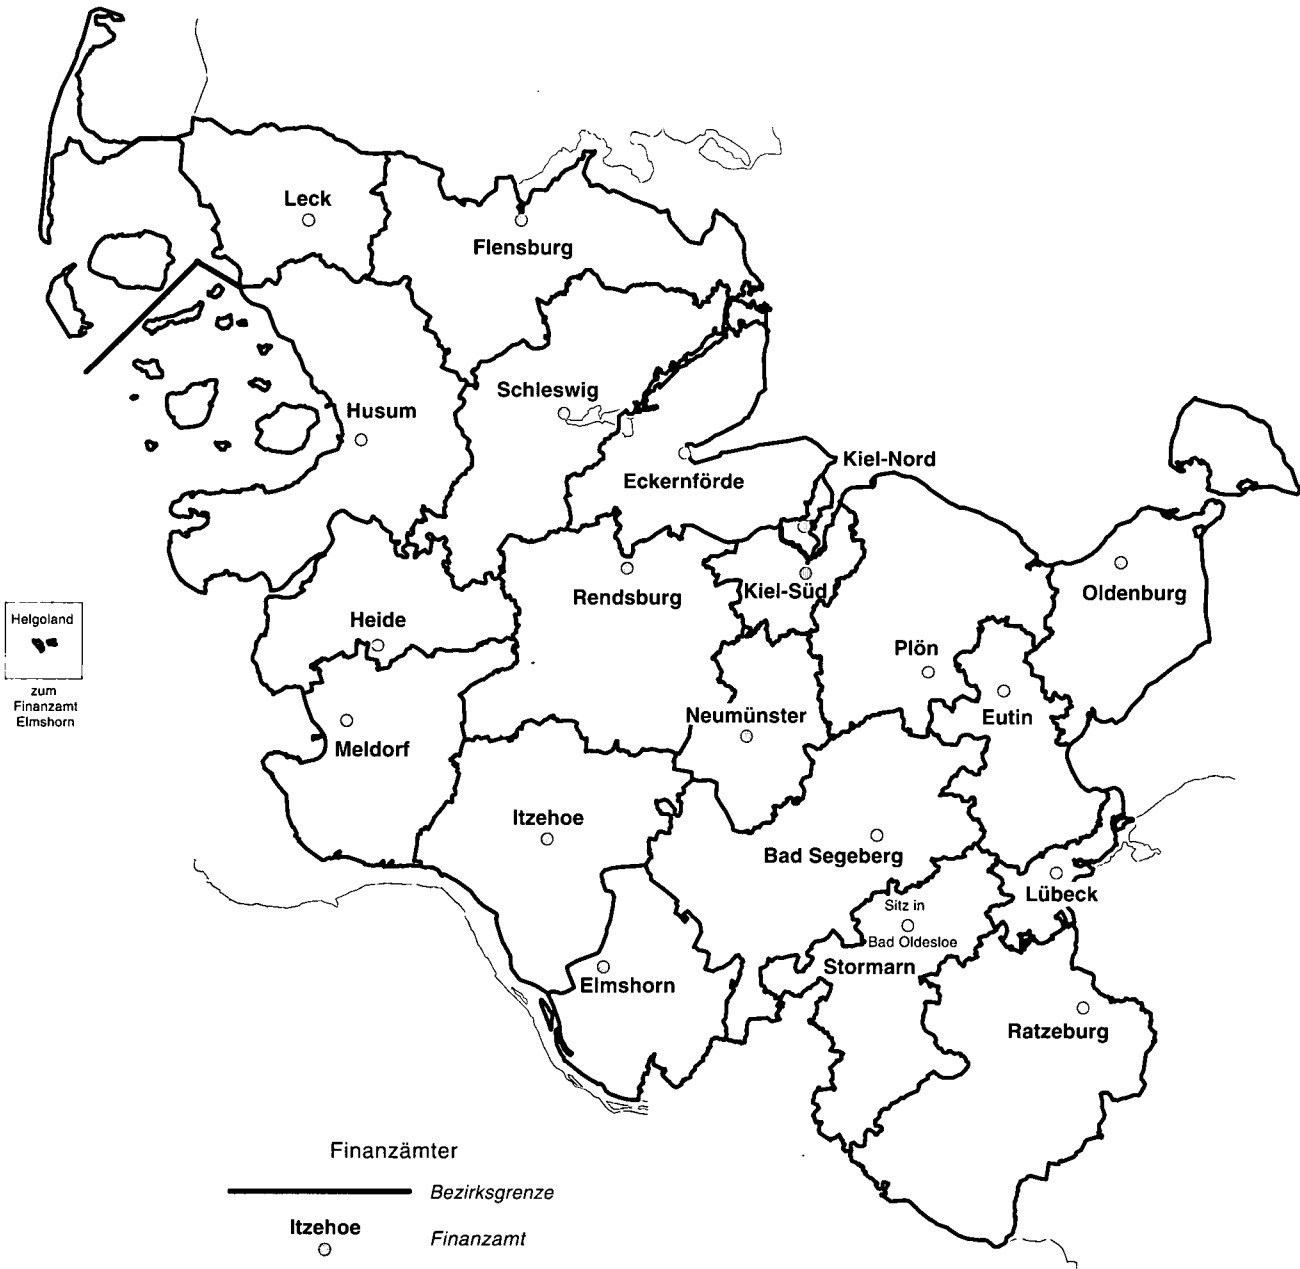 Leck
Flensburg
Schleswig
Husum
Kiel-Nord
Eckernförde
Kiel-Süd
Oldenburg
Rendsburg
Helgoland
Heide
Plön
zum
Finanzamt
Elmshorn
Neumünster
Eutin
Meldorf
Itzehoe
Bad Segeberg
Lübeck
Sitz in
Bad Oldesloe
Stormarn
Elmshorn
Ratzeburg
Finanzämter
Bezirksgrenze
Itzehoe
Finanzamt